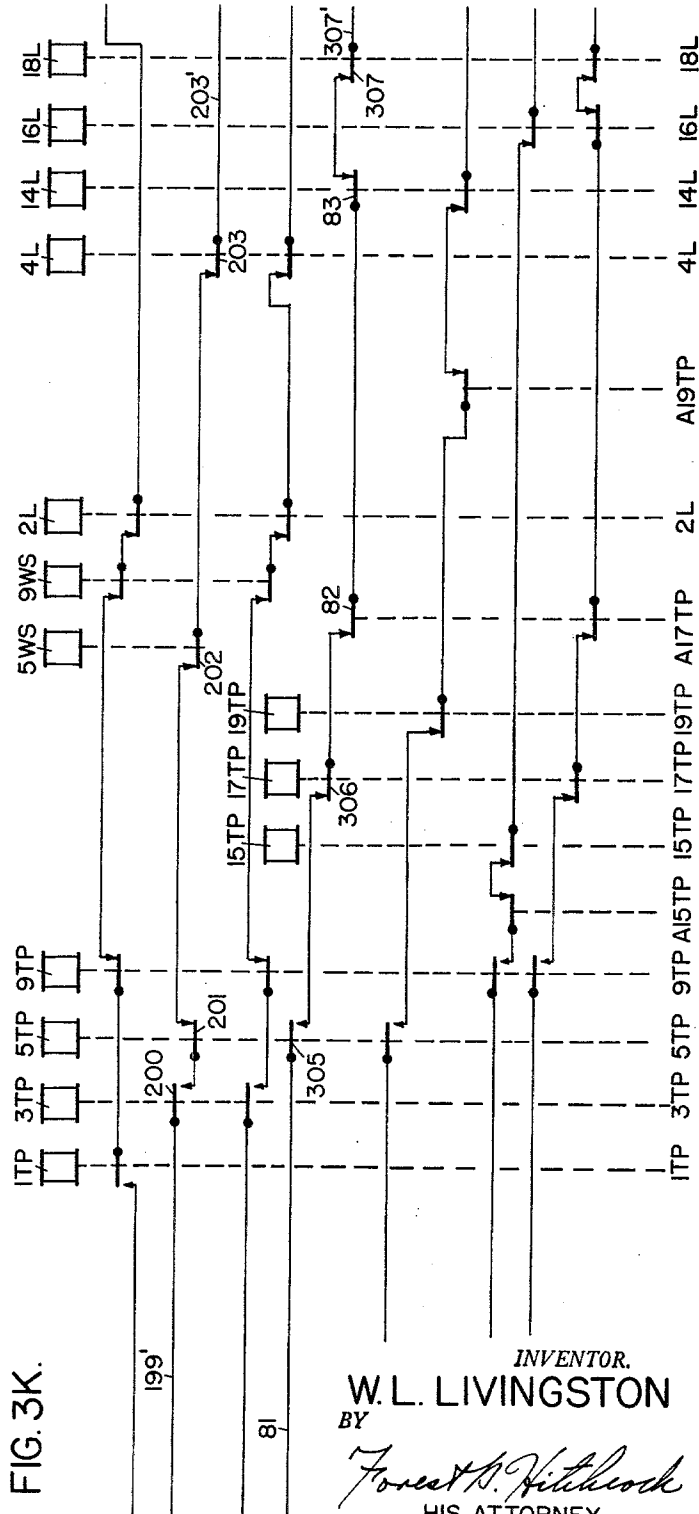 FIG. 3K.
1TP 3TP 5TP 9TP 5WS 9WS 2L 4L 14L 16L 18L
199'
200
201
202
203
203'
15TP 17TP 19TP
81
305
306
82
83
307
307'
1TP 3TP 5TP 9TP A15TP 15TP 17TP 19TP A17TP 2L A19TP 4L 14L 16L 18L
INVENTOR.
W. L. LIVINGSTON
BY
Forest B. Hitchcock
HIS ATTORNEY